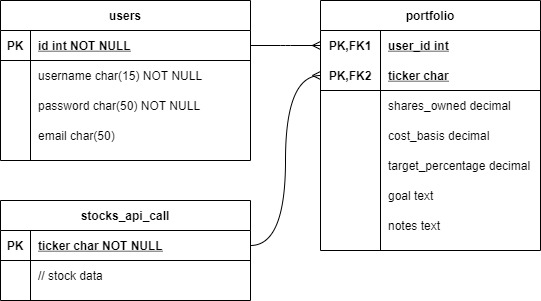 users
PK id int NOT NULL
username char(15) NOT NULL
password char(50) NOT NULL
email char(50)
stocks_api_call
PK ticker char NOT NULL
// stock data
portfolio
PK,FK1 user_id int
PK,FK2 ticker char
shares_owned decimal
cost_basis decimal
target_percentage decimal
goal text
notes text